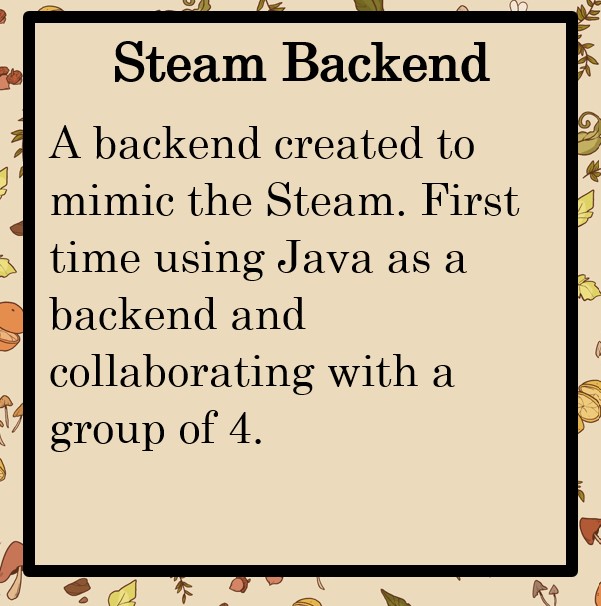 Steam Backend
A backend created to
mimic the Steam. First
time using Java as a
backend and
collaborating with a
group of 4.